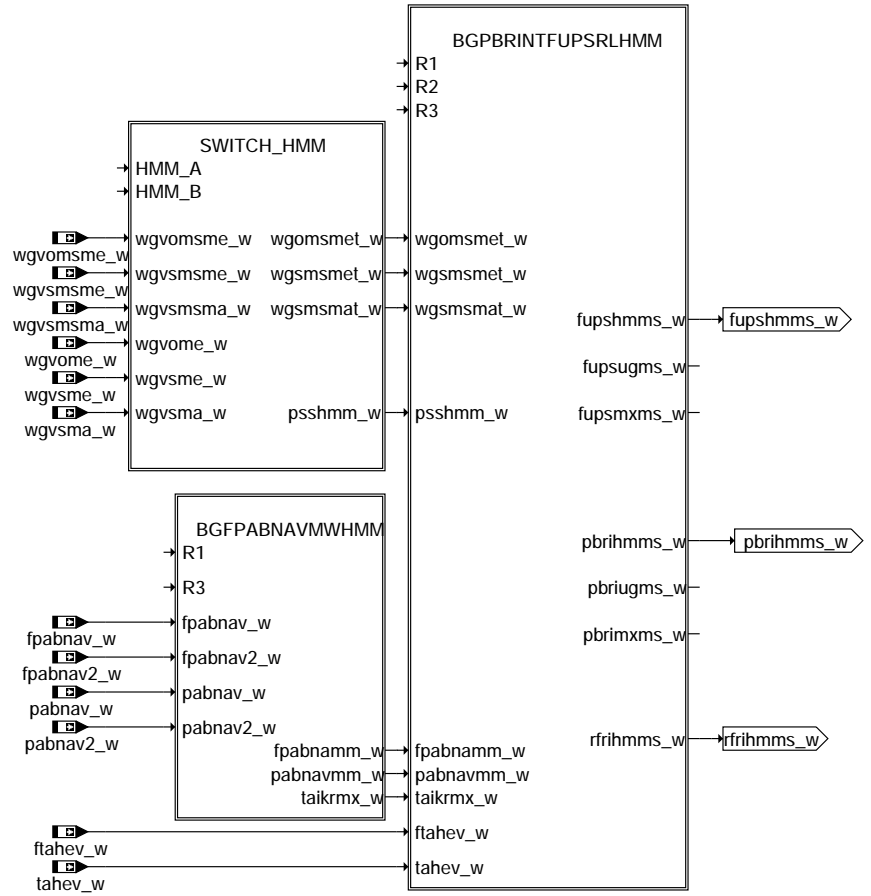 BGPBRINTFUPSRLHMM
R1
R2
R3
SWITCH_HMM
HMM_A
HMM_B
wgvomsme_w
wgvomsme_w wgomsmet_w wgomsmet_w
wgvsmsme_w
wgvsmsme_w wgsmsmet_w wgsmsmet_w
wgvsmsma_w
wgvsmsma_w wgsmsmat_w wgsmsmat_w
wgvome_w
wgvome_w
wgvsme_w
wgvsme_w
wgvsma_w
wgvsma_w psshmm_w psshmm_w
fupshmms_w fupshmms_w
fupsugms_w
fupsmxms_w
BGFPABNAVMWHMM
R1
R3
fpabnav_w
fpabnav_w
fpabnav2_w
fpabnav2_w
pabnav_w
pabnav_w
pabnav2_w
pabnav2_w
fpabnamm_w fpabnamm_w
pabnavmm_w pabnavmm_w
taikrmx_w taikrmx_w
ftahev_w
ftahev_w
tahev_w
tahev_w
pbrihmms_w pbrihmms_w
pbriugms_w
pbrimxms_w
rfrihmms_w rfrihmms_w